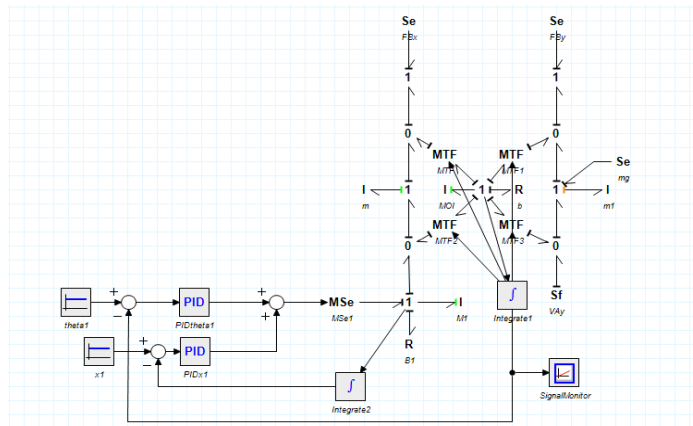 Se Se
FBx FBy
1 1
0 0
MTF MTF
MTF1
Se
mg
I 1 I 1 R 1 I
m MOI b m1
MTF MTF
MTF2 MTF3
0 0
∫ Sf
Integrate1 VAy
+ − PID + + MSe 1 I
theta1 PIDtheta1 MSe1 M1
+ − PID R
x1 PIDx1 B1
∫
Integrate2
SignalMonitor